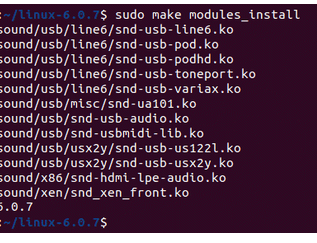 :~/linux-6.0.7$ sudo make modules_install
sound/usb/line6/snd-usb-line6.ko
sound/usb/line6/snd-usb-pod.ko
sound/usb/line6/snd-usb-podhd.ko
sound/usb/line6/snd-usb-toneport.ko
sound/usb/line6/snd-usb-variax.ko
sound/usb/misc/snd-ua101.ko
sound/usb/snd-usb-audio.ko
sound/usb/snd-usbmidi-lib.ko
sound/usb/usx2y/snd-usb-us122l.ko
sound/usb/usx2y/snd-usb-usx2y.ko
sound/x86/snd-hdmi-lpe-audio.ko
sound/xen/snd_xen_front.ko
6.0.7
:~/linux-6.0.7$